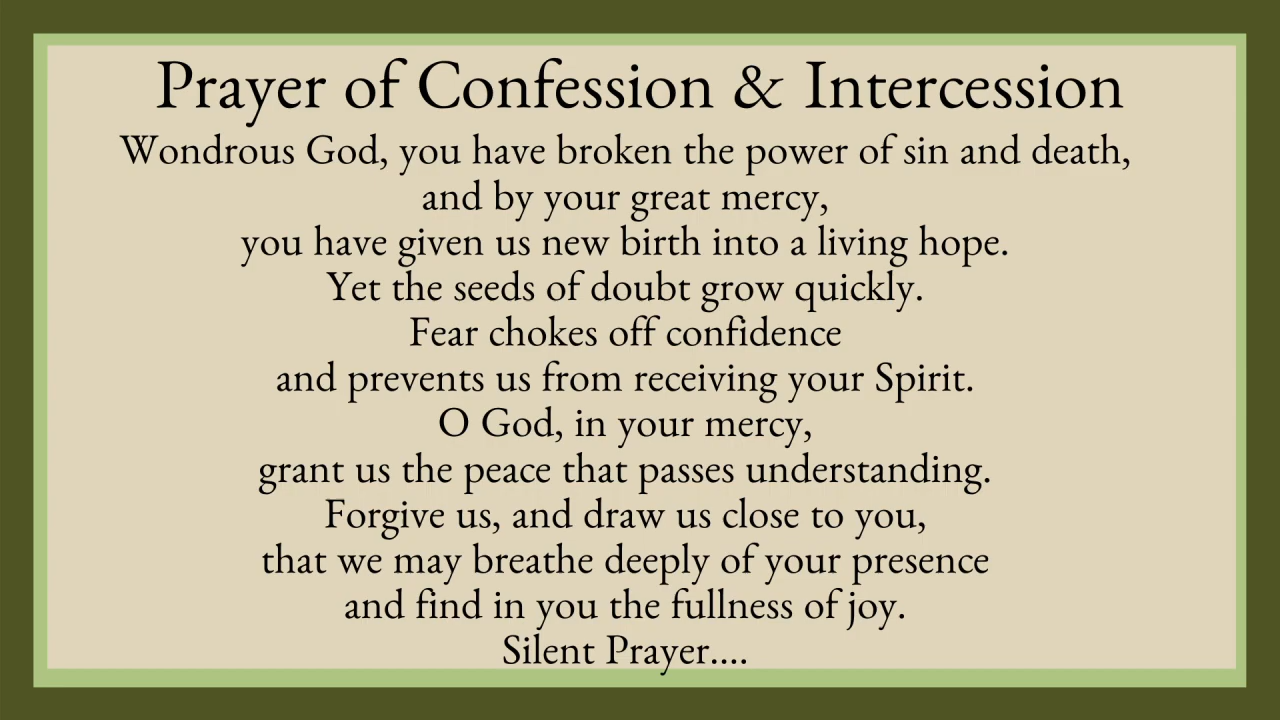 Prayer of Confession & Intercession
Wondrous God, you have broken the power of sin and death,
and by your great mercy,
you have given us new birth into a living hope.
Yet the seeds of doubt grow quickly.
Fear chokes off confidence
and prevents us from receiving your Spirit.
O God, in your mercy,
grant us the peace that passes understanding.
Forgive us, and draw us close to you,
that we may breathe deeply of your presence
and find in you the fullness of joy.
Silent Prayer....